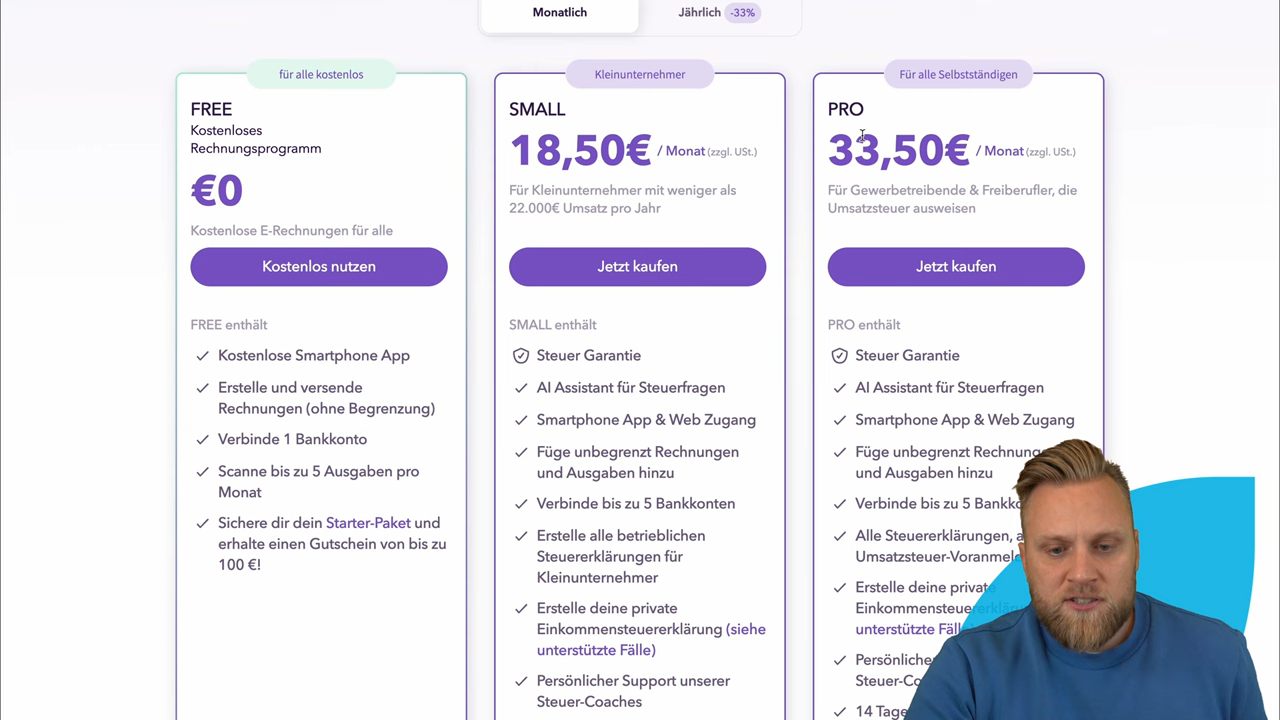 Monatlich
Jährlich -33%
für alle kostenlos
FREE
Kostenloses
Rechnungsprogramm
€0
Kostenlose E-Rechnungen für alle
Kostenlos nutzen
FREE enthält
Kostenlose Smartphone App
Erstelle und versende
Rechnungen (ohne Begrenzung)
Verbinde 1 Bankkonto
Scanne bis zu 5 Ausgaben pro
Monat
Sichere dir dein Starter-Paket und
erhalte einen Gutschein von bis zu
100 €!
Kleinunternehmer
SMALL
18,50€ / Monat (zzgl. USt.)
Für Kleinunternehmer mit weniger als
22.000€ Umsatz pro Jahr
Jetzt kaufen
SMALL enthält
Steuer Garantie
AI Assistant für Steuerfragen
Smartphone App & Web Zugang
Füge unbegrenzt Rechnungen
und Ausgaben hinzu
Verbinde bis zu 5 Bankkonten
Erstelle alle betrieblichen
Steuererklärungen für
Kleinunternehmer
Erstelle deine private
Einkommensteuererklärung (siehe
unterstützte Fälle)
Persönlicher Support unserer
Steuer-Coaches
Für alle Selbstständigen
PRO
33,50€ / Monat (zzgl. USt.)
Für Gewerbetreibende & Freiberufler, die
Umsatzsteuer ausweisen
Jetzt kaufen
PRO enthält
Steuer Garantie
AI Assistant für Steuerfragen
Smartphone App & Web Zugang
Füge unbegrenzt
und Ausgaben hinzu
Verbinde bis zu 5
Alle Steuererklärungen,
Erstelle deine private
unterstützte
14